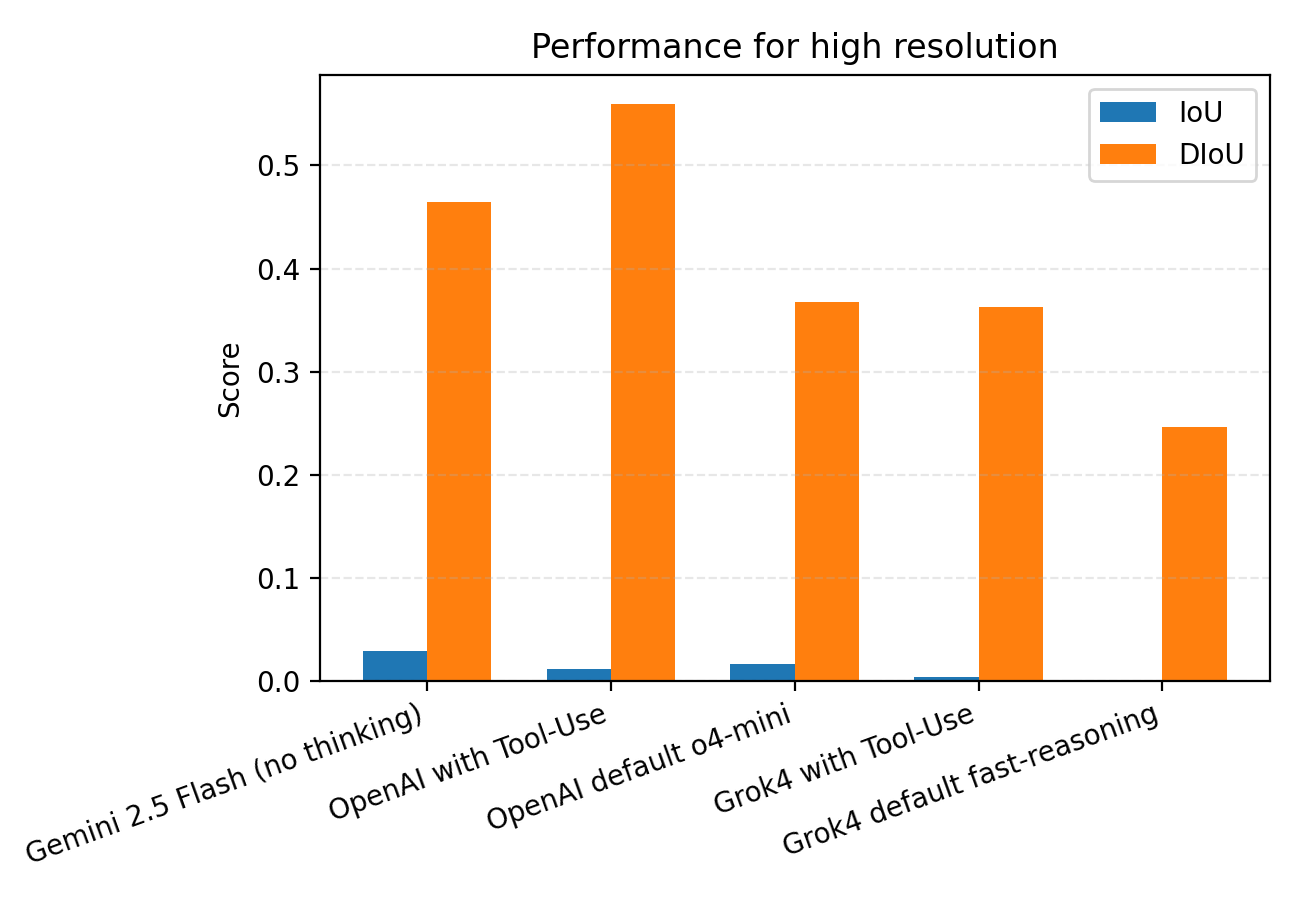 Performance for high resolution
IoU
DIoU
Score
0.5
0.4
0.3
0.2
0.1
0.0
Gemini 2.5 Flash (no thinking)
OpenAI with Tool-Use
OpenAI default o4-mini
Grok4 with Tool-Use
Grok4 default fast-reasoning